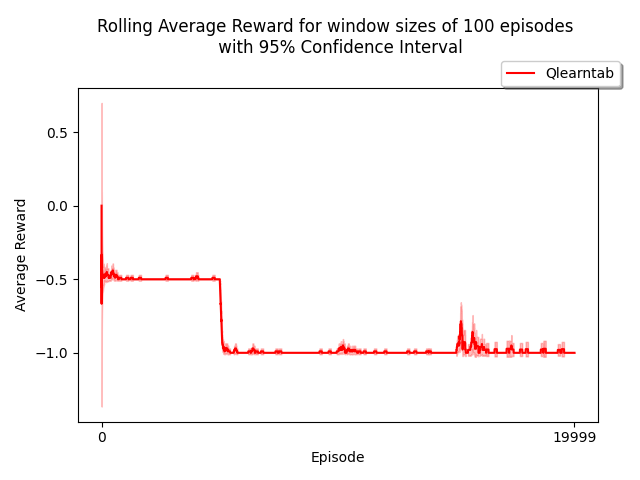 Rolling Average Reward for window sizes of 100 episodes
with 95% Confidence Interval
Qlearntab
0.5
0.0
−0.5
−1.0
Average Reward
0
19999
Episode